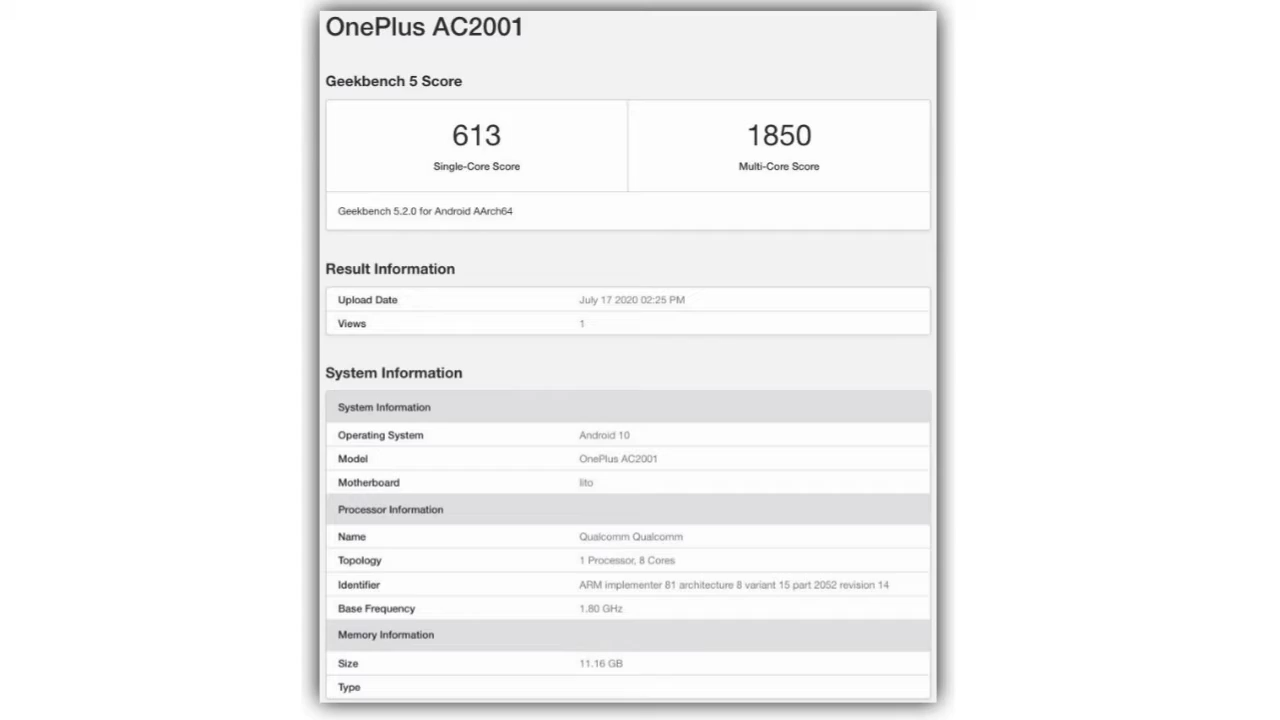 OnePlus AC2001
Geekbench 5 Score
613 1850
Single-Core Score Multi-Core Score
Geekbench 5.2.0 for Android AArch64
Result Information
Upload Date July 17 2020 02:25 PM
Views 1
System Information
System Information
Operating System Android 10
Model OnePlus AC2001
Motherboard lito
Processor Information
Name Qualcomm Qualcomm
Topology 1 Processor, 8 Cores
Identifier ARM implementer 81 architecture 8 variant 15 part 2052 revision 14
Base Frequency 1.80 GHz
Memory Information
Size 11.16 GB
Type